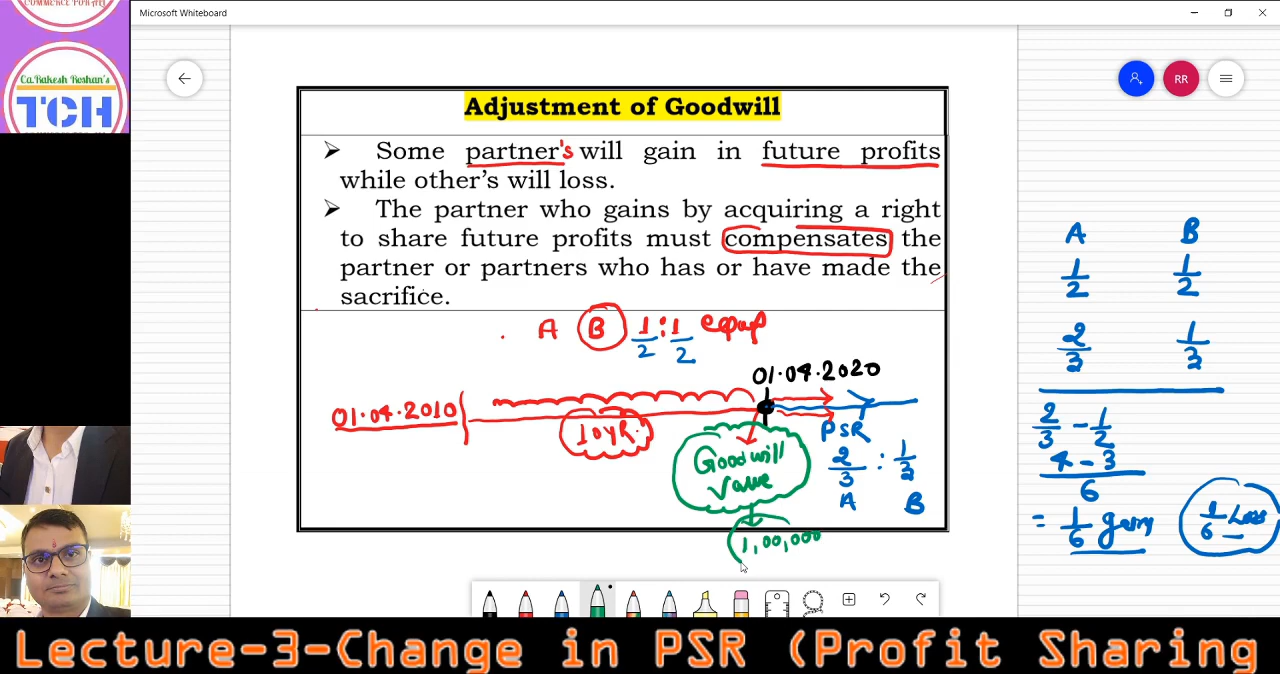 COMMERCE FOR ALL
Ca.Rakesh Roshan's
TCH
Microsoft Whiteboard
RR
Adjustment of Goodwill
➤ Some partner's will gain in future profits
while other's will loss.
➤ The partner who gains by acquiring a right
to share future profits must compensates the
partner or partners who has or have made the
sacrifice.
A B 1/2 : 1/2 equal
01.04.2010
10 YR.
01.04.2020
PSR
2/3 : 1/3
A B
Goodwill
Value
1,00,000
A B
1/2 1/2
2/3 1/3
2/3 - 1/2
4 - 3
6
= 1/6 gain 1/6 Loss
Lecture-3-Change in PSR (Profit Sharing